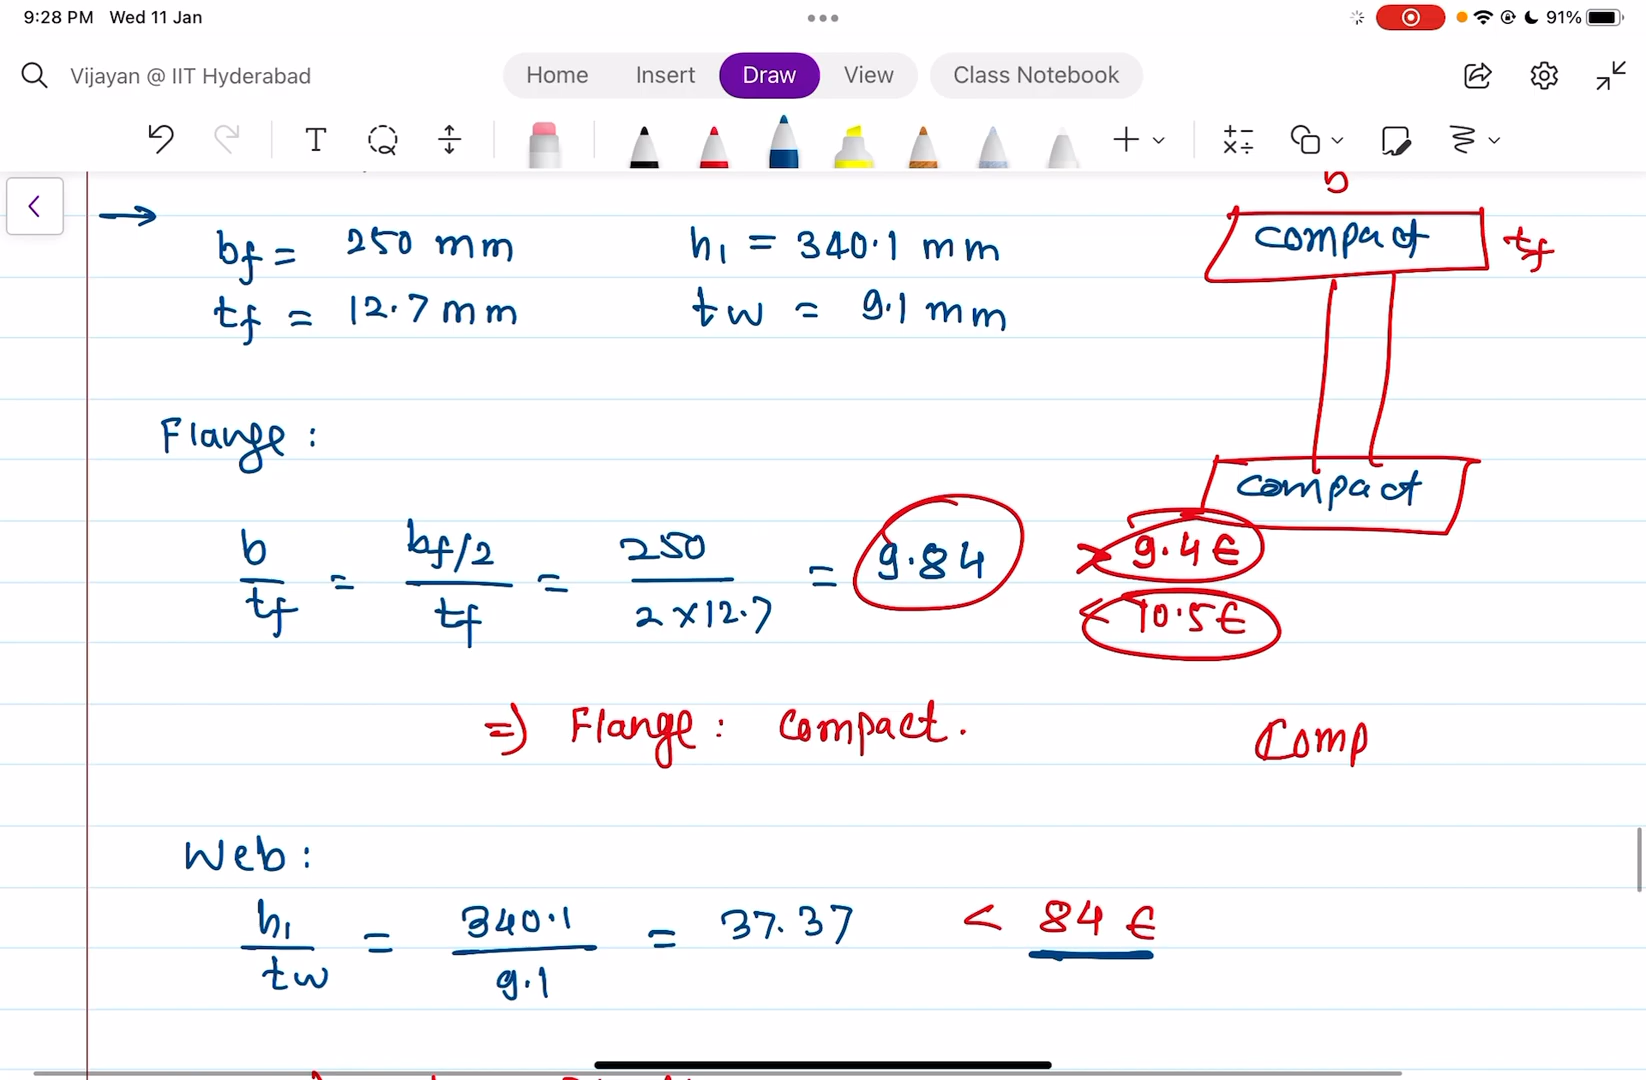 9:28 PM Wed 11 Jan
91%
Vijayan @ IIT Hyderabad
Home Insert Draw View Class Notebook
T
b
→
bf = 250 mm h₁ = 340.1 mm
tf = 12.7 mm tw = 9.1 mm
compact tf
compact
Flange:
b/tf = (bf/2)/tf = 250/(2×12.7) = 9.84 > 9.4 ε
< 10.5 ε
=) Flange: Compact. Comp
Web:
h₁/tw = 340.1/9.1 = 37.37 < 84 ε